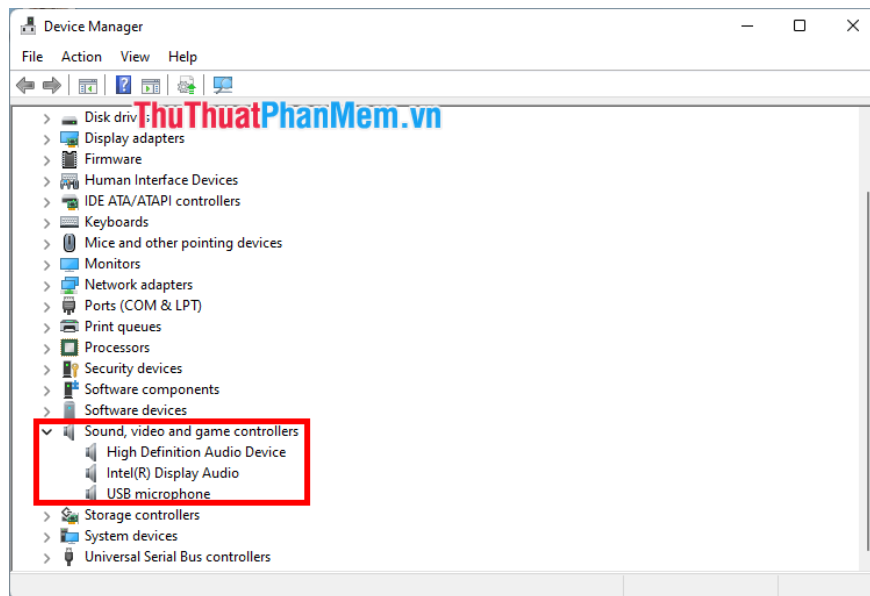 Device Manager
File Action View Help
ThuThuatPhanMem.vn
Disk
Display adapters
Firmware
Human Interface Devices
IDE ATA/ATAPI controllers
Keyboards
Mice and other pointing devices
Monitors
Network adapters
Ports (COM & LPT)
Print queues
Processors
Security devices
Software components
Software devices
Sound, video and game controllers
High Definition Audio Device
Intel(R) Display Audio
USB microphone
Storage controllers
System devices
Universal Serial Bus controllers